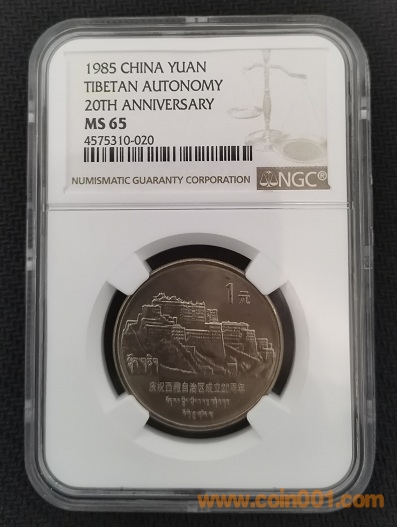 1985 CHINA YUAN
TIBETAN AUTONOMY
20TH ANNIVERSARY
MS 65
4575310-020
NUMISMATIC GUARANTY CORPORATION
NGC®
1元
庆祝西藏自治区成立20周年
www.coin001.com